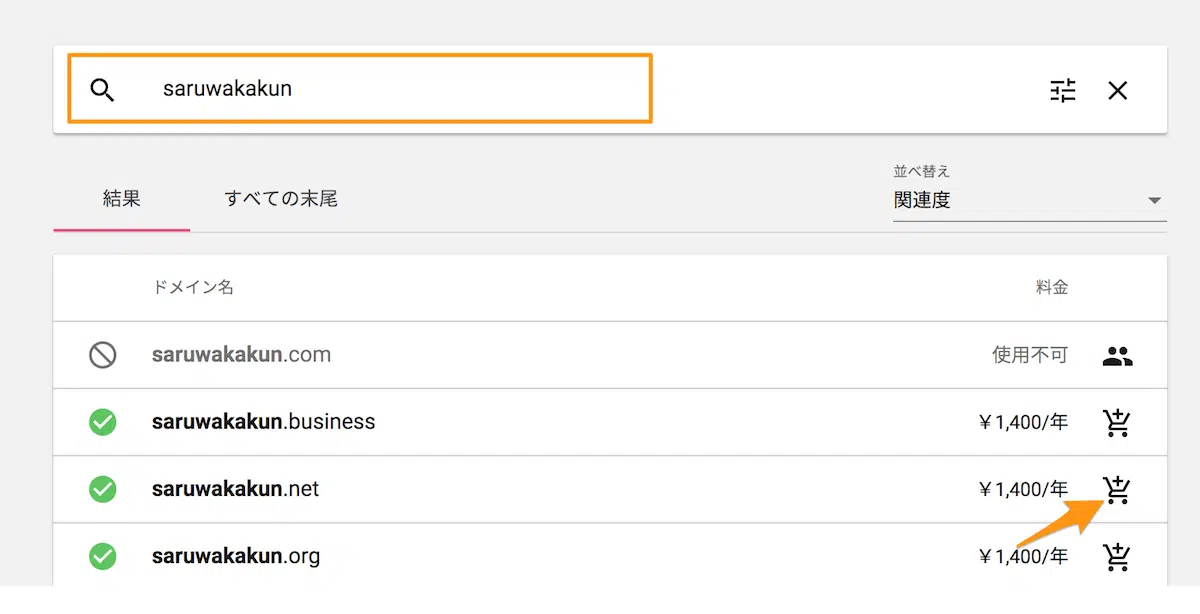 saruwakakun
並べ替え
結果 すべての末尾 関連度
ドメイン名 料金
saruwakakun.com 使用不可
saruwakakun.business ￥1,400/年
saruwakakun.net ￥1,400/年
saruwakakun.org ￥1,400/年